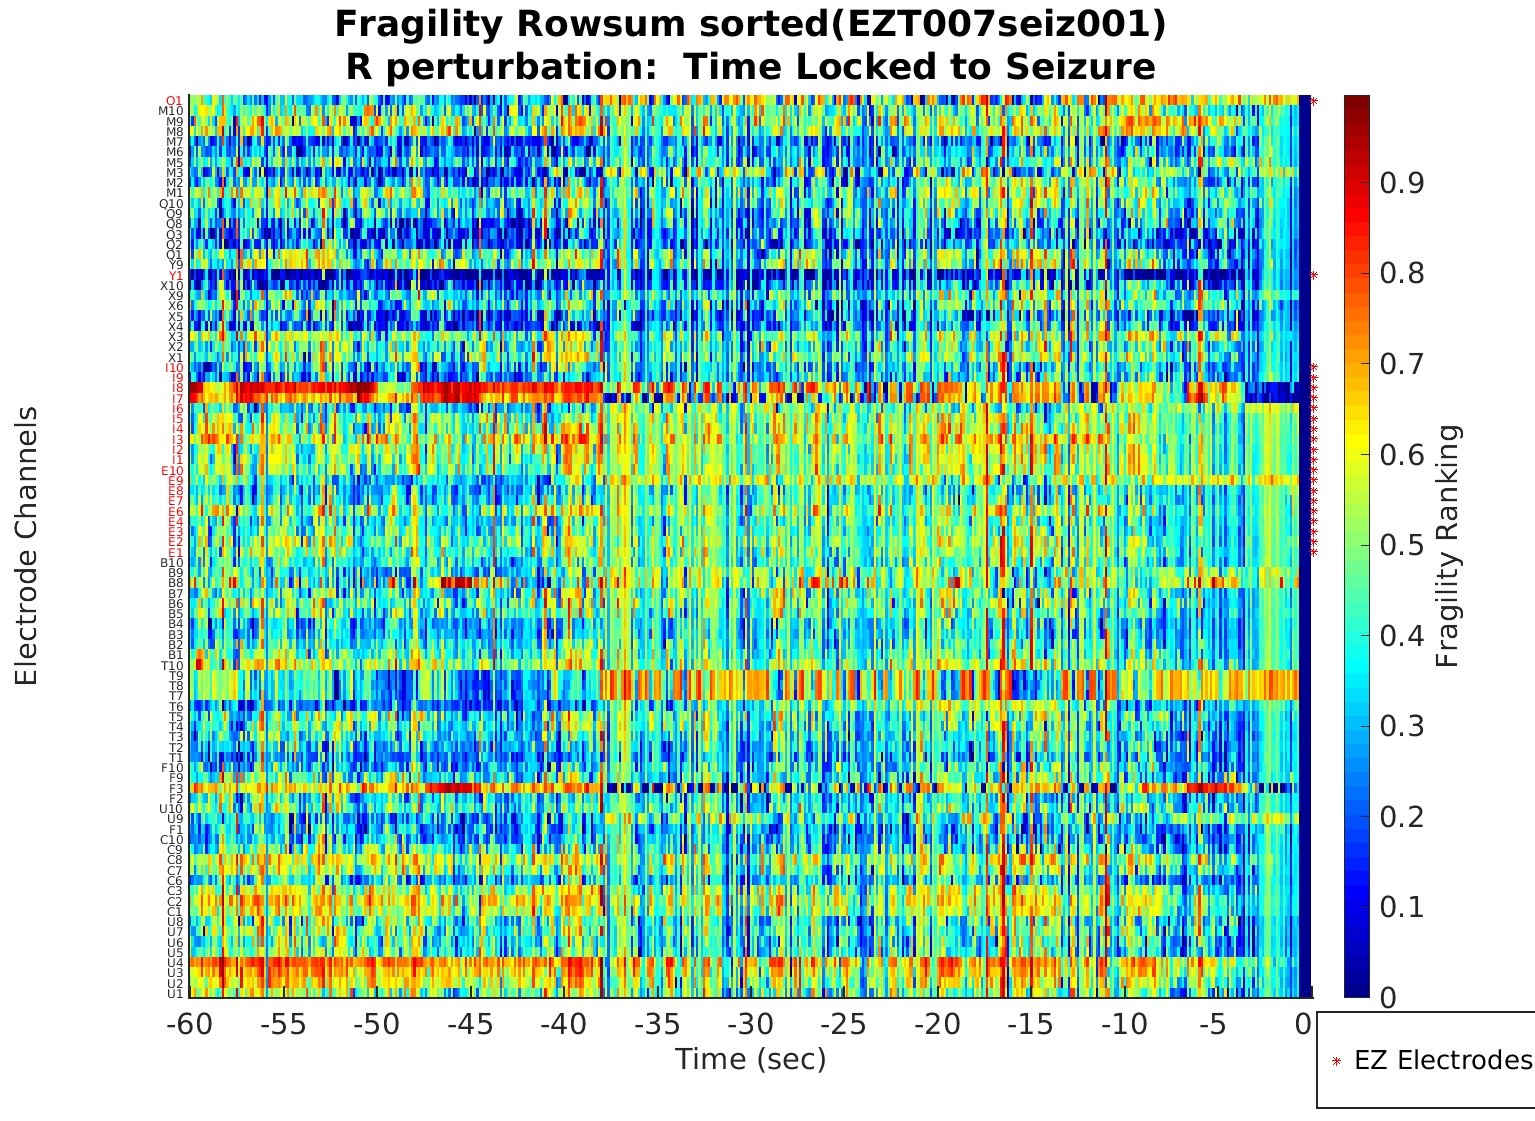 Fragility Rowsum sorted(EZT007seiz001)
R perturbation:  Time Locked to Seizure
Electrode Channels
O1
M10
M9
M8
M7
M6
M5
M3
M2
M1
Q10
Q9
Q8
Q3
Q2
Q1
Y9
Y1
X10
X9
X6
X5
X4
X3
X2
X1
I10
I9
I8
I7
I6
I5
I4
I3
I2
I1
E10
E9
E8
E7
E6
E4
E3
E2
E1
B10
B9
B8
B7
B6
B5
B4
B3
B2
B1
T10
T9
T8
T7
T6
T5
T4
T3
T2
T1
F10
F9
F3
F2
U10
U9
F1
C10
C9
C8
C7
C6
C3
C2
C1
U8
U7
U6
U5
U4
U3
U2
U1
-60 -55 -50 -45 -40 -35 -30 -25 -20 -15 -10 -5 0
Time (sec)
0.9
0.8
0.7
0.6
0.5
0.4
0.3
0.2
0.1
0
Fragility Ranking
EZ Electrodes